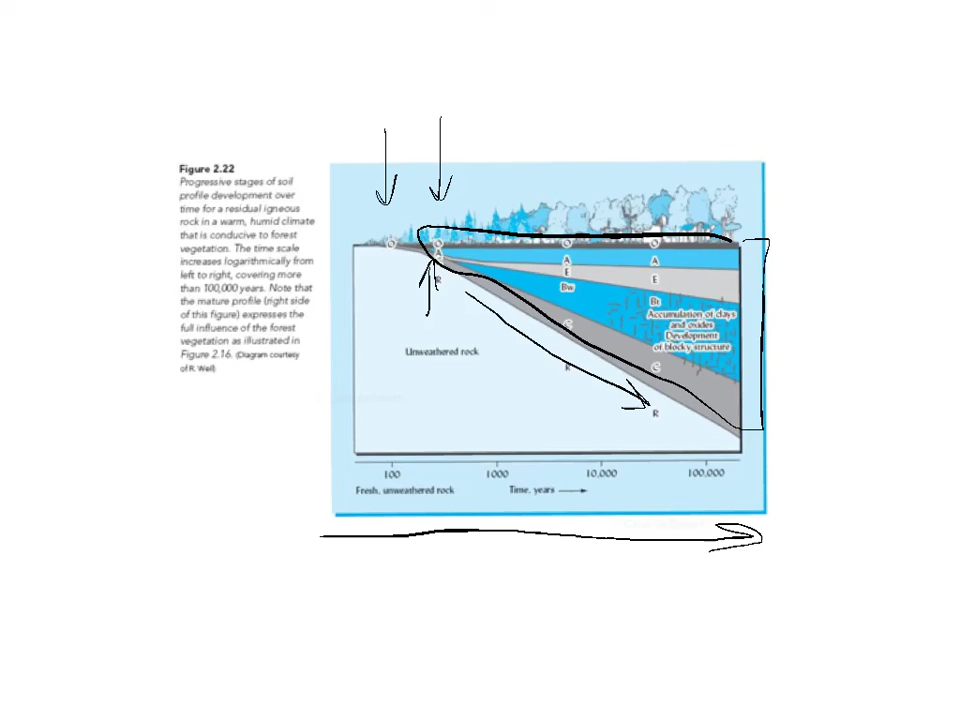 Figure 2.22
Progressive stages of soil
profile development over
time for a residual igneous
rock in a warm, humid climate
that is conducive to forest
vegetation. The time scale
increases logarithmically from
left to right, covering more
than 100,000 years. Note that
the mature profile (right side
of this figure) expresses the
full influence of the forest
vegetation as illustrated in
Figure 2.16. (Diagram courtesy
of R. Weil)
O O O O
A A A
E E
R Bw
Bt
Accumulation of clays
and oxides
Development
of blocky structure
C
Unweathered rock
R C
R
100 1000 10,000 100,000
Fresh, unweathered rock Time, years